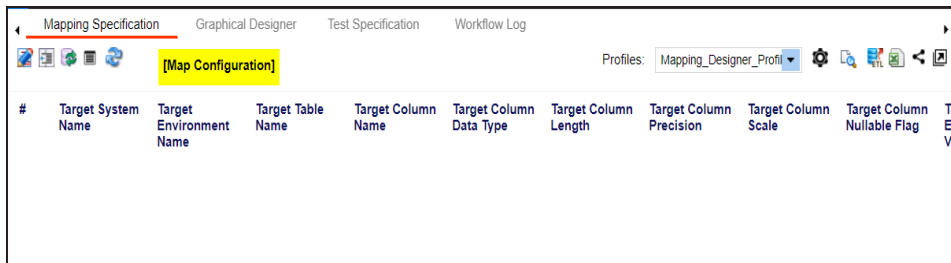 Mapping Specification Graphical Designer Test Specification Workflow Log
[Map Configuration] Profiles: Mapping_Designer_Profil
# Target System Target Target Table Target Column Target Column Target Column Target Column Target Column Target Column T
Name Environment Name Name Data Type Length Precision Scale Nullable Flag E
Name V